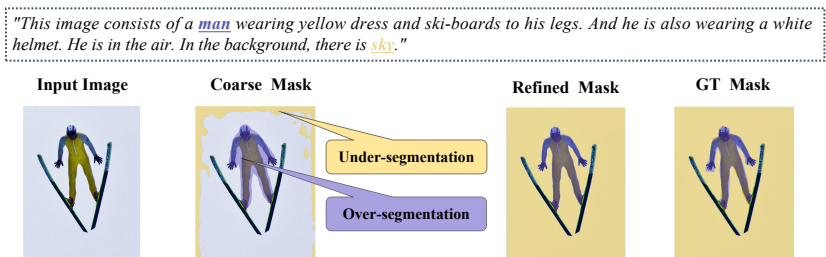 "This image consists of a man wearing yellow dress and ski-boards to his legs. And he is also wearing a white
helmet. He is in the air. In the background, there is sky."
Input Image
Coarse Mask
Refined Mask
GT Mask
Under-segmentation
Over-segmentation